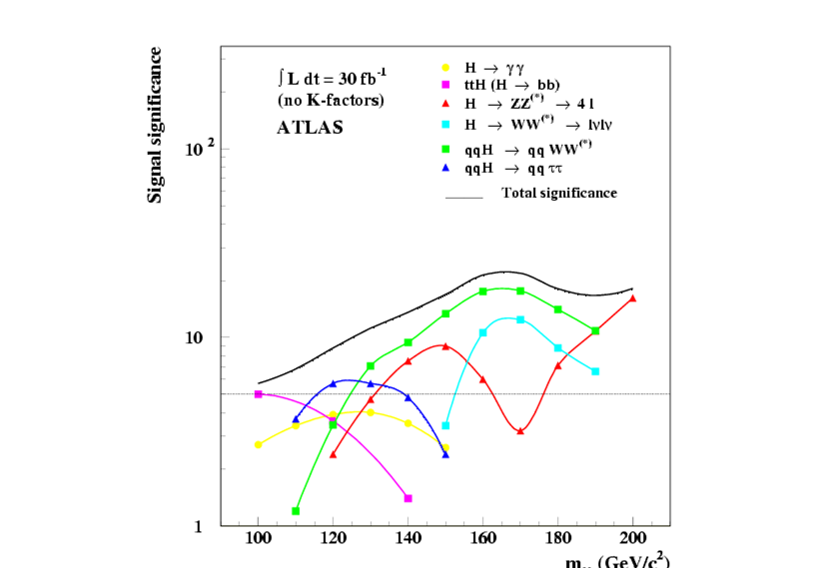 Signal significance
∫ L dt = 30 fb⁻¹
(no K-factors)
ATLAS
H → γγ
ttH (H → bb)
H → ZZ⁽*⁾ → 4 l
H → WW⁽*⁾ → lνlν
qqH → qq WW⁽*⁾
qqH → qq ττ
Total significance
10²
10
1
100 120 140 160 180 200
m (GeV/c²)